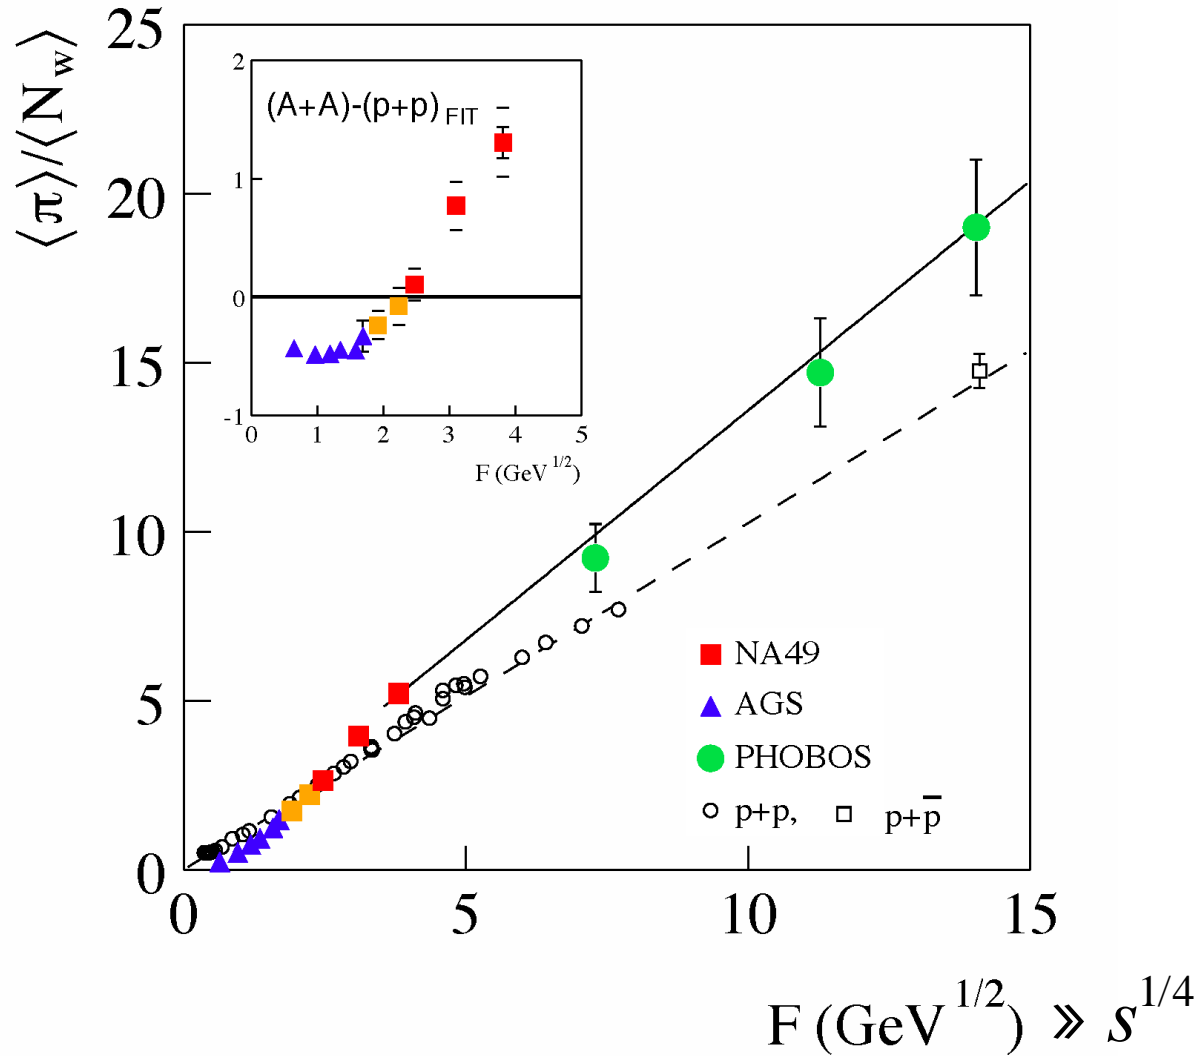 ⟨π⟩/⟨N_w⟩
25
20
15
10
5
0
0 5 10 15
F (GeV^1/2) ≫ s^1/4
(A+A)-(p+p) FIT
2
1
0
-1
0 1 2 3 4 5
F (GeV^1/2)
NA49
AGS
PHOBOS
p+p, p+p̅